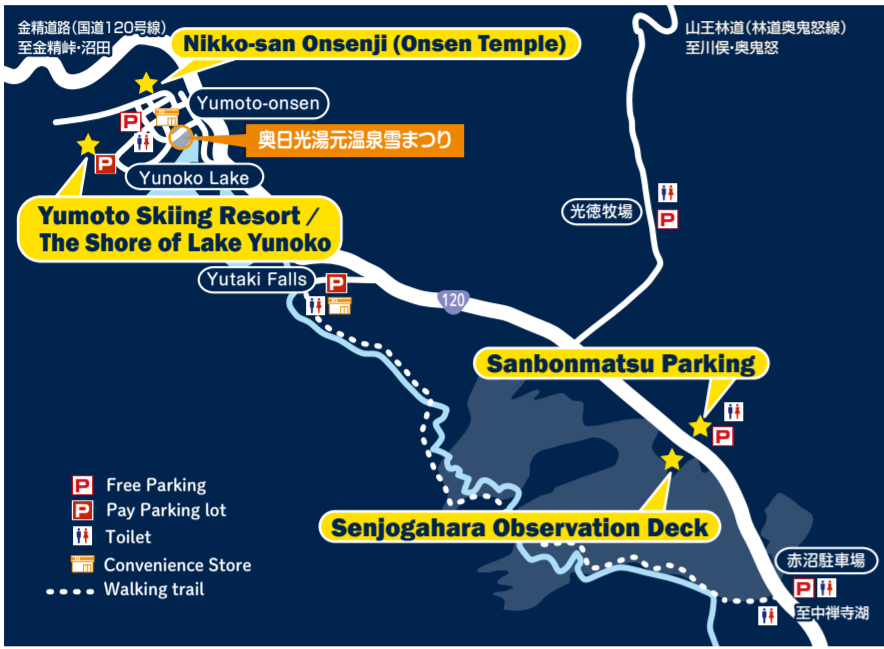 金精道路（国道120号線）
至金精峠・沼田
Nikko-san Onsenji (Onsen Temple)
山王林道（林道奥鬼怒線）
至川俣・奥鬼怒
Yumoto-onsen
P
奥日光湯元温泉雪まつり
P
Yunoko Lake
Yumoto Skiing Resort /
The Shore of Lake Yunoko
光徳牧場
P
Yutaki Falls
P
120
Sanbonmatsu Parking
P
P Free Parking
P Pay Parking lot
Toilet
Convenience Store
Walking trail
Senjogahara Observation Deck
赤沼駐車場
P
至中禅寺湖